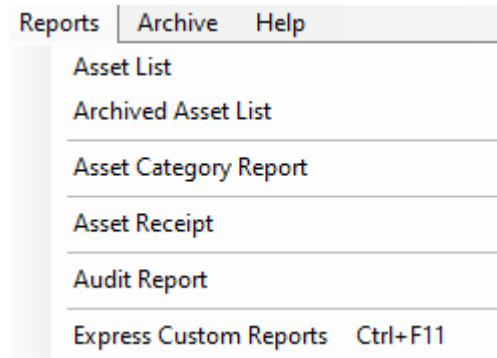 Reports Archive Help
Asset List
Archived Asset List
Asset Category Report
Asset Receipt
Audit Report
Express Custom Reports Ctrl+F11